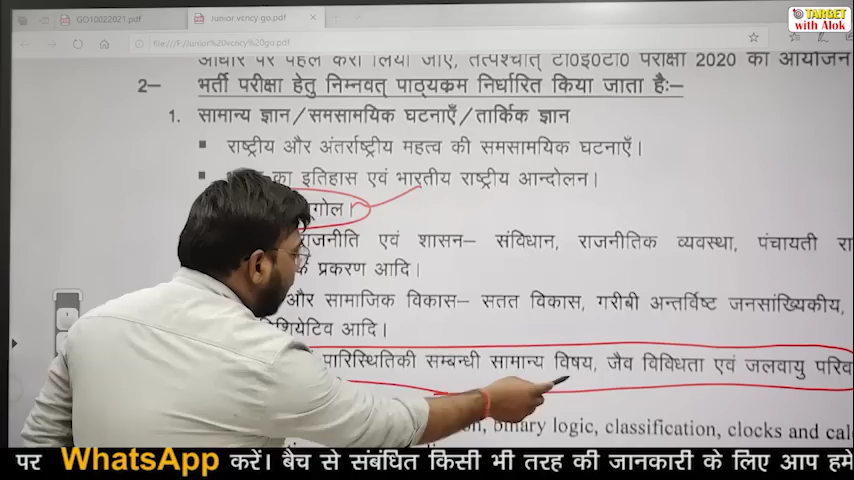 GO10022021.pdf
Junior vcncy go.pdf
TARGET
with Alok
file:///F:/Junior%20vcncy%20go.pdf
आधार पर पहले करा लिया जाए, तत्पश्चात् टी0ई0टी0 परीक्षा 2020 का आयोजन
2— भर्ती परीक्षा हेतु निम्नवत् पाठ्यक्रम निर्धारित किया जाता है:—
1. सामान्य ज्ञान/समसामयिक घटनाएँ/तार्किक ज्ञान
राष्ट्रीय और अंतर्राष्ट्रीय महत्व की समसामयिक घटनाएँ।
का इतिहास एवं भारतीय राष्ट्रीय आन्दोलन।
भूगोल।
राजनीति एवं शासन— संविधान, राजनीतिक व्यवस्था, पंचायती रा
के प्रकरण आदि।
और सामाजिक विकास— सतत विकास, गरीबी अन्तर्विष्ट जनसांख्यिकीय,
आदि।
पारिस्थितिकी सम्बन्धी सामान्य विषय, जैव विविधता एवं जलवायु परिव
binary logic, classification, clocks and cal
पर WhatsApp करें। बैच से संबंधित किसी भी तरह की जानकारी के लिए आप हमे